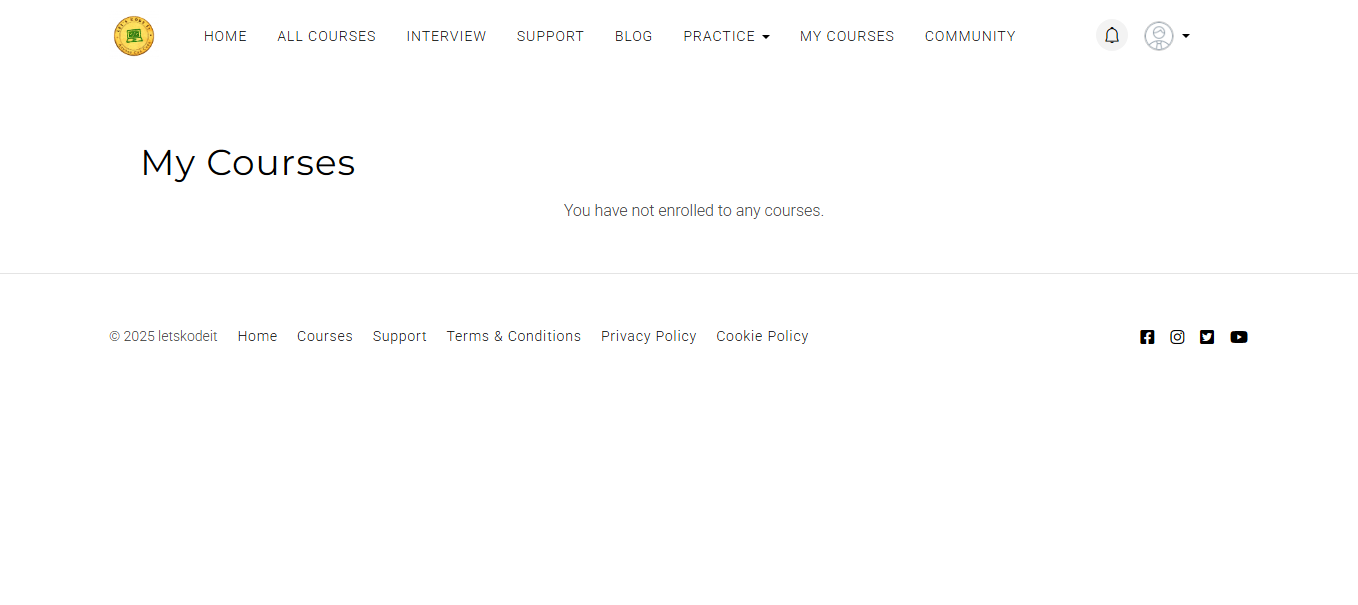 HOME ALL COURSES INTERVIEW SUPPORT BLOG PRACTICE MY COURSES COMMUNITY
My Courses
You have not enrolled to any courses.
© 2025 letskodeit Home Courses Support Terms & Conditions Privacy Policy Cookie Policy